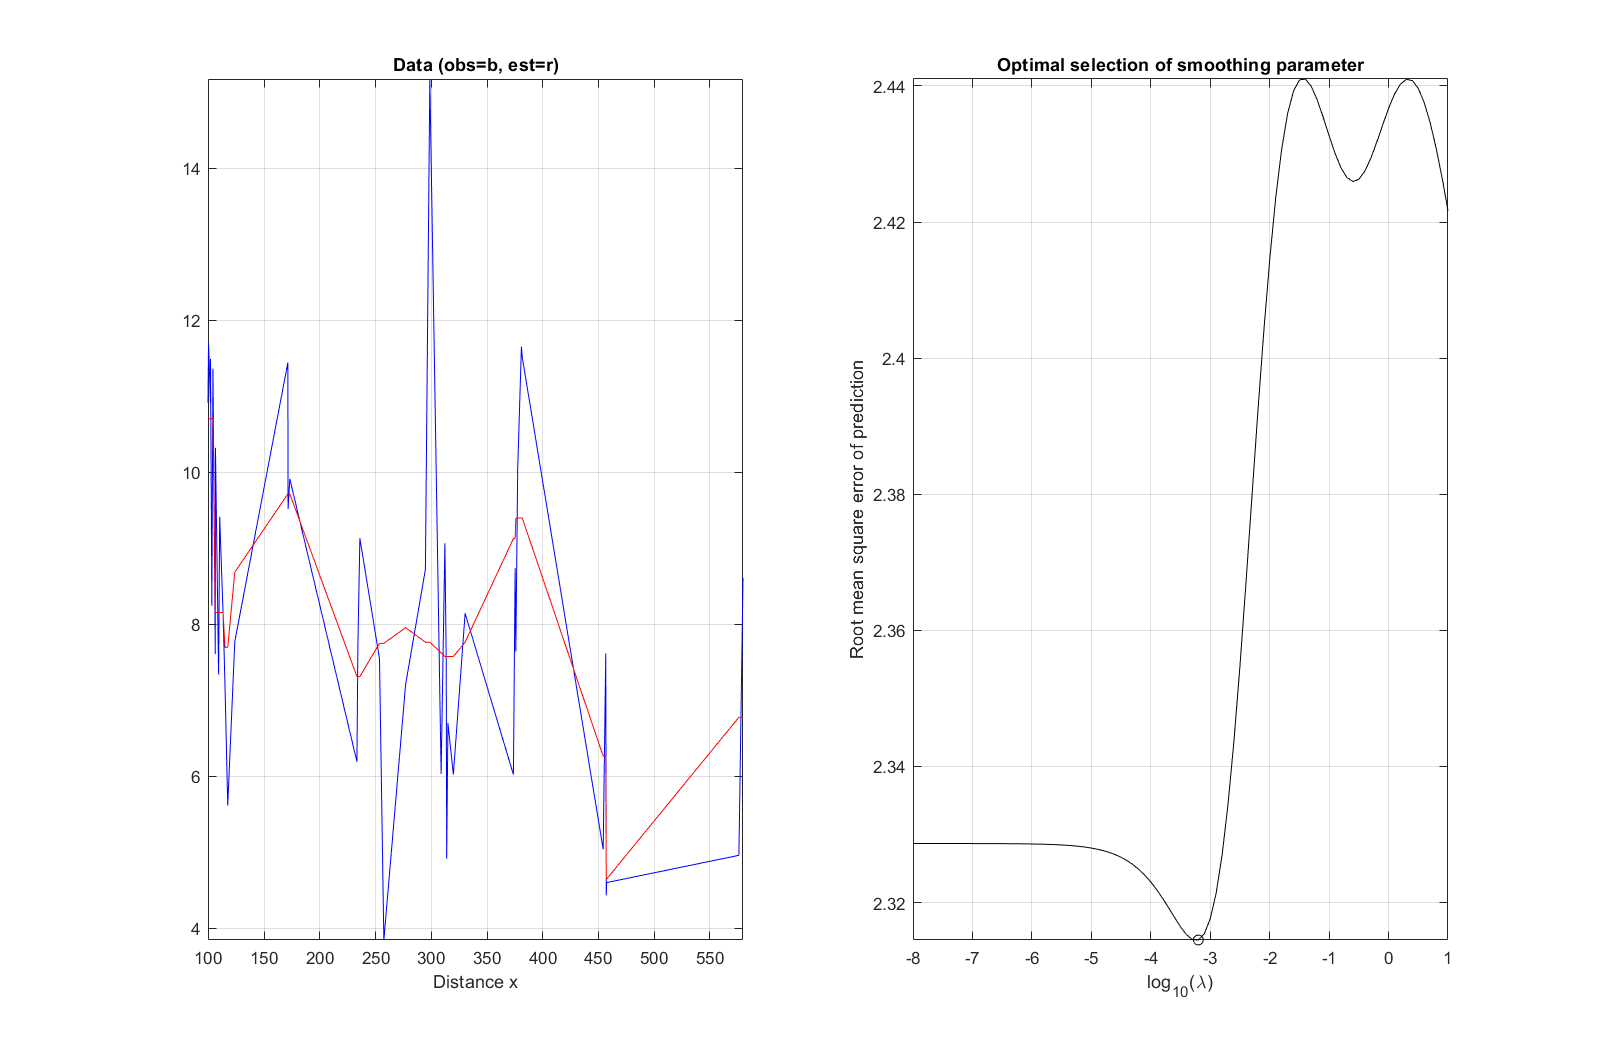 Data (obs=b, est=r)
14
12
10
8
6
4
100 150 200 250 300 350 400 450 500 550
Distance x
Optimal selection of smoothing parameter
Root mean square error of prediction
2.44
2.42
2.4
2.38
2.36
2.34
2.32
-8 -7 -6 -5 -4 -3 -2 -1 0 1
log10(λ)